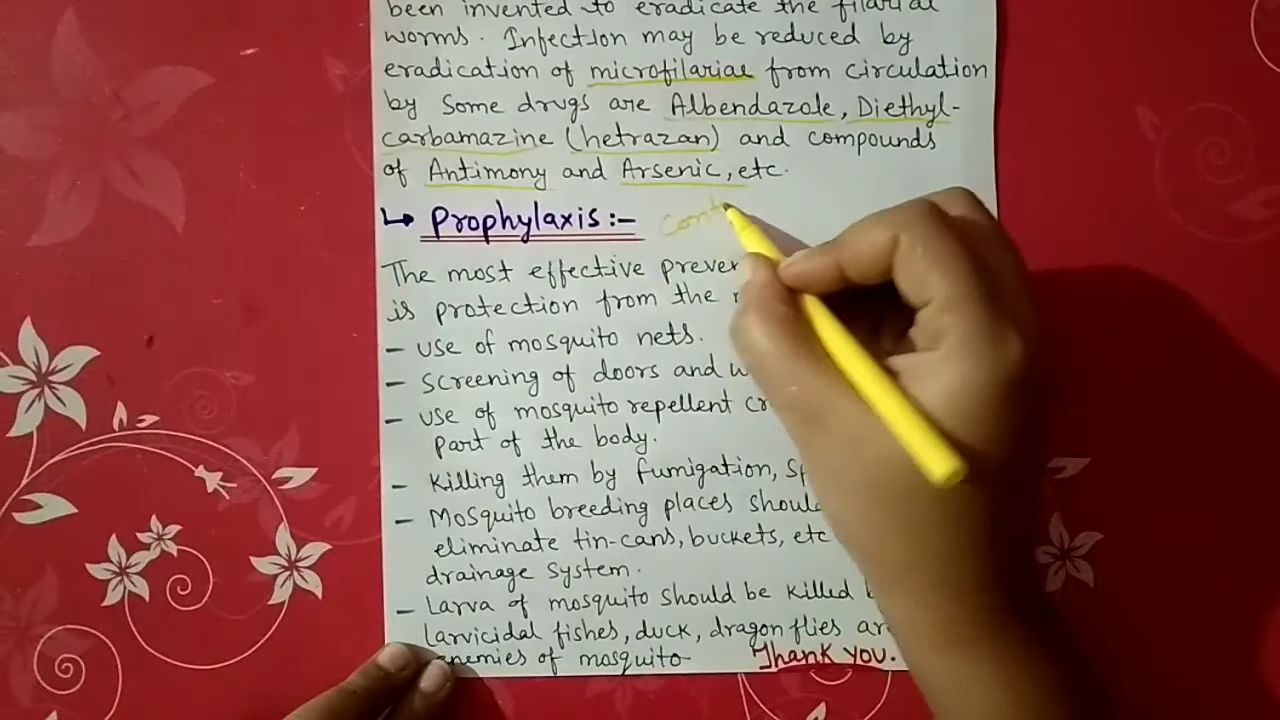 been invented to eradicate the filarial
worms. Infection may be reduced by
eradication of microfilariae from circulation
by Some drugs are Albendazole, Diethyl-
carbamazine (hetrazan) and compounds
of Antimony and Arsenic, etc.
↳ Prophylaxis :- Cont
The most effective
is protection from the
- Use of mosquito nets.
- Screening of doors and
- Use of mosquito repellent
part of the body.
- Killing them by fumigation,
- Mosquito breeding places
eliminate tin-cans, buckets, etc
drainage system.
- Larva of mosquito should be killed
larvicidal fishes, duck, dragon flies
enemies of mosquito Thank you.